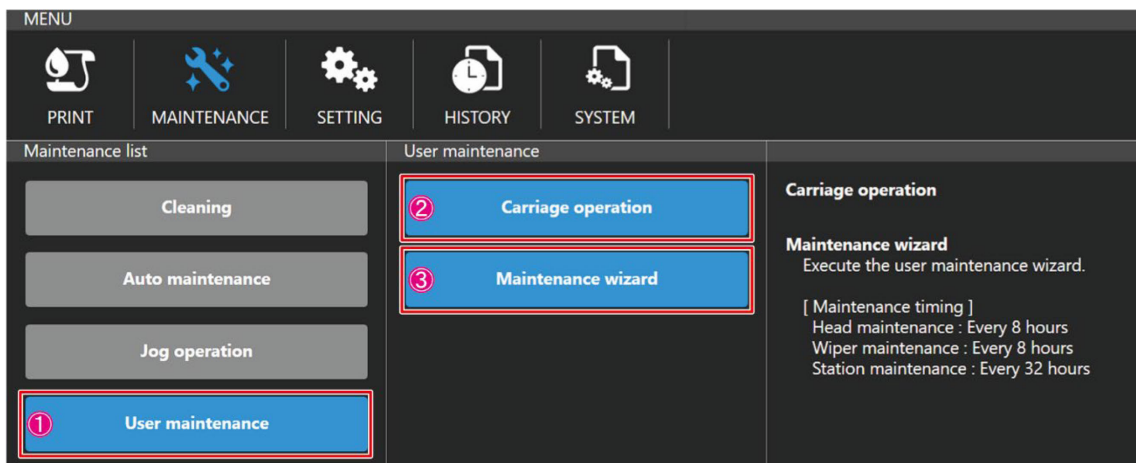 MENU
PRINT
MAINTENANCE
SETTING
HISTORY
SYSTEM
Maintenance list
Cleaning
Auto maintenance
Jog operation
① User maintenance
User maintenance
② Carriage operation
③ Maintenance wizard
Carriage operation
Maintenance wizard
Execute the user maintenance wizard.
[ Maintenance timing ]
Head maintenance : Every 8 hours
Wiper maintenance : Every 8 hours
Station maintenance : Every 32 hours